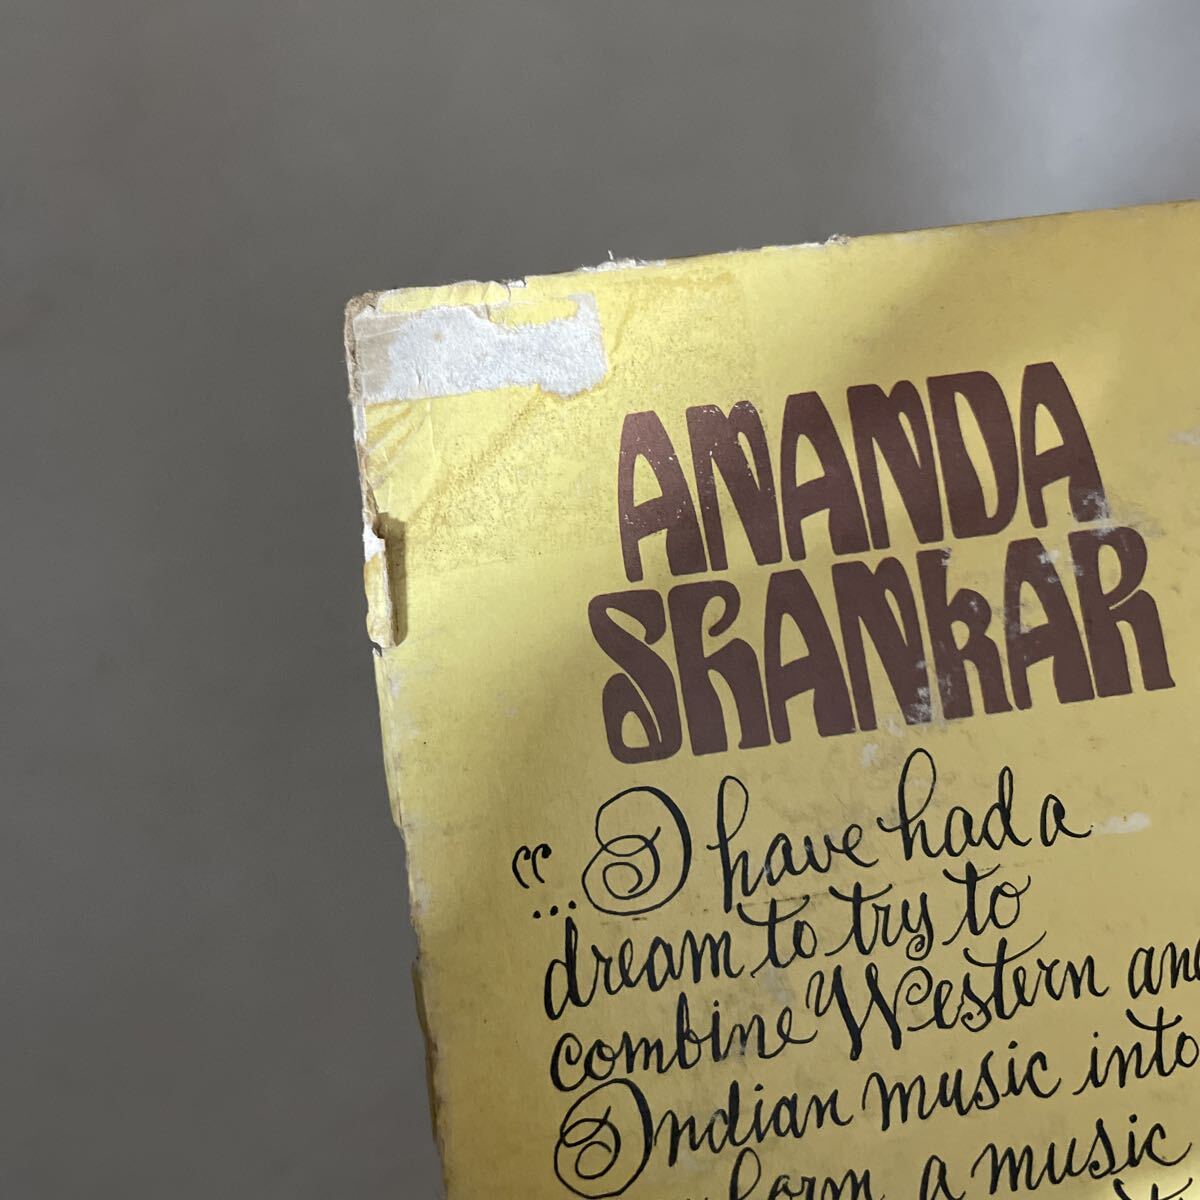 ANANDA
SHANKAR
“...I have had a
dream to try to
combine Western and
Indian music into
form a music